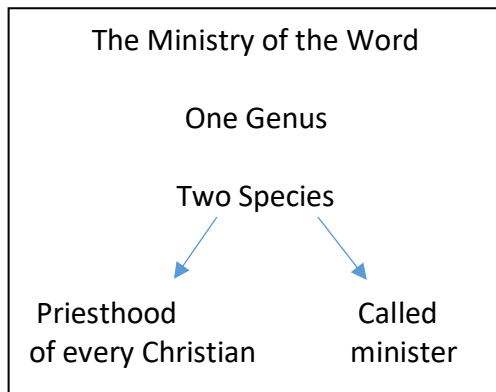 The Ministry of the Word
One Genus
Two Species
Priesthood
of every Christian
Called
minister